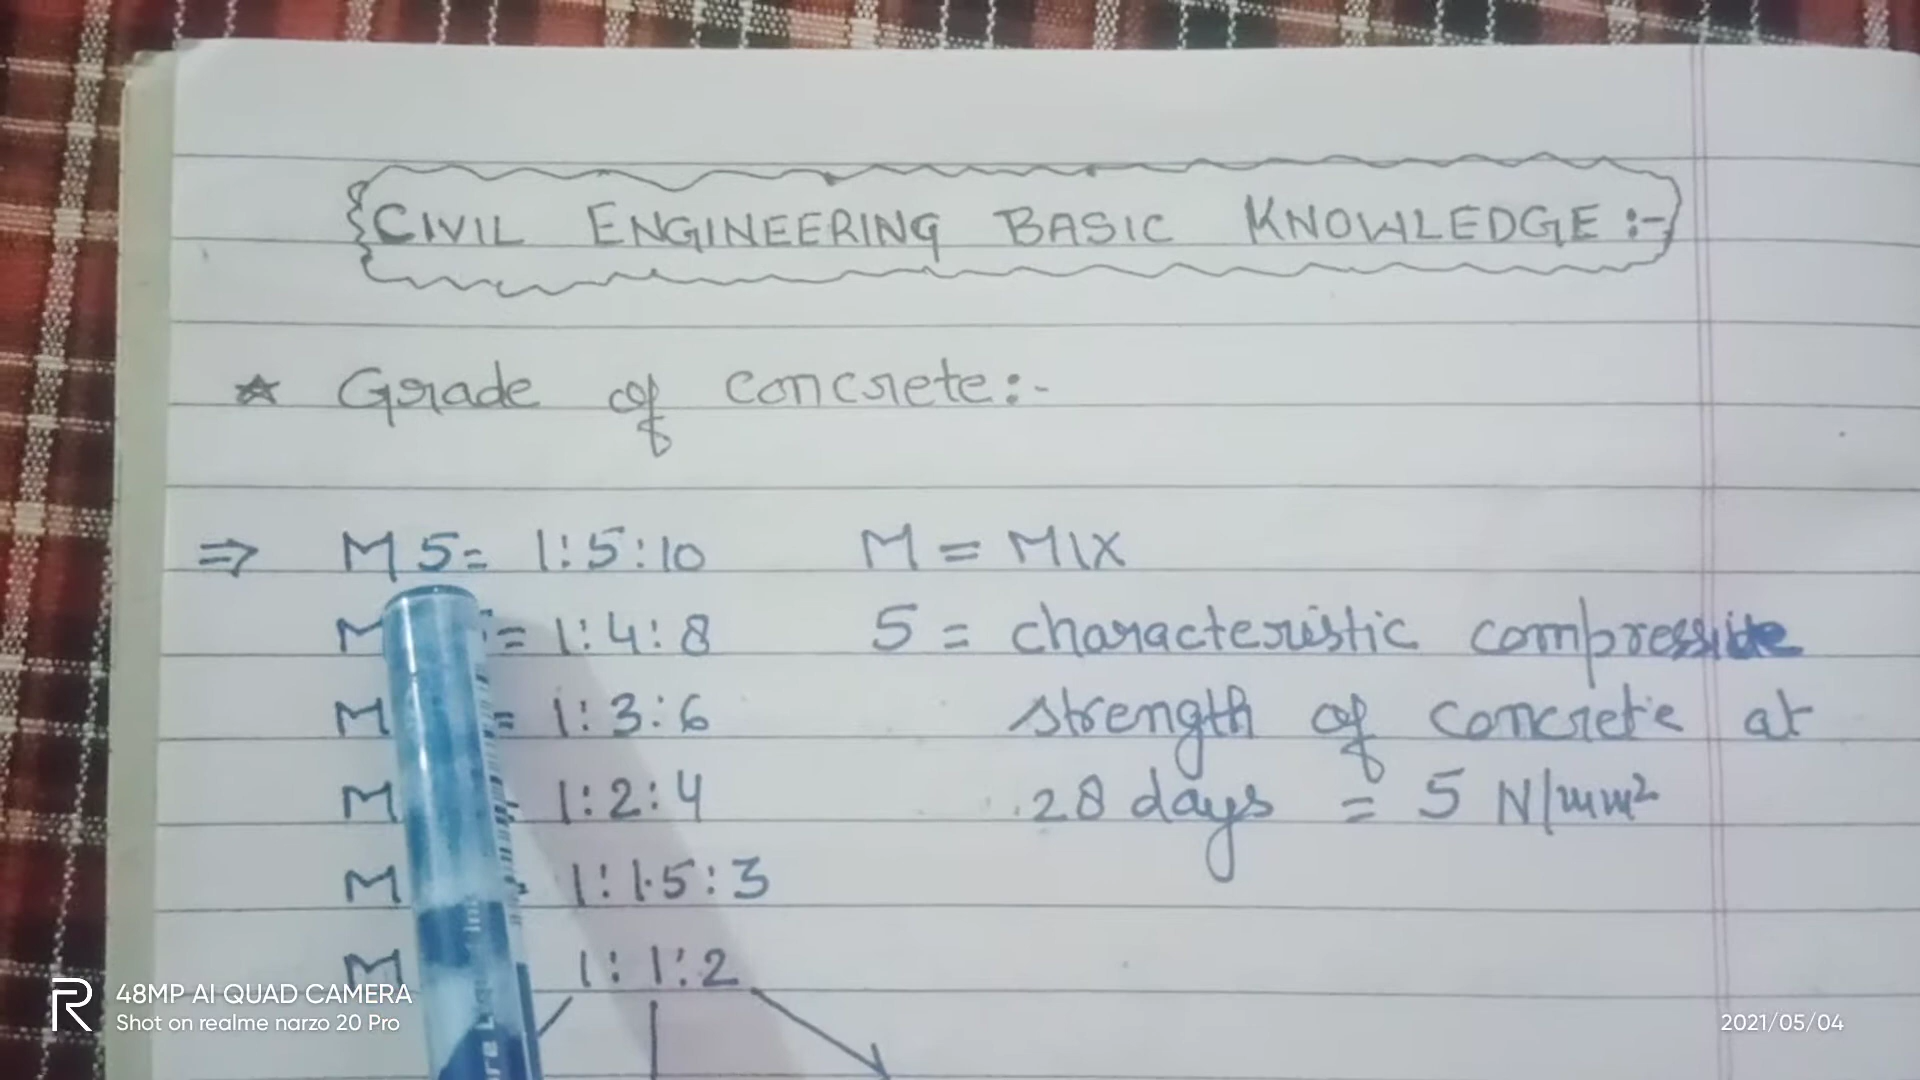 CIVIL ENGINEERING BASIC KNOWLEDGE :-
★ Grade of concrete :-
⇒ M 5 = 1:5:10 M = MIX
M = 1:4:8 5 = characteristic compressive
M = 1:3:6 strength of concrete at
M 1:2:4 28 days = 5 N/mm²
M 1:1.5:3
M 1:1:2
48MP AI QUAD CAMERA
Shot on realme narzo 20 Pro
2021/05/04